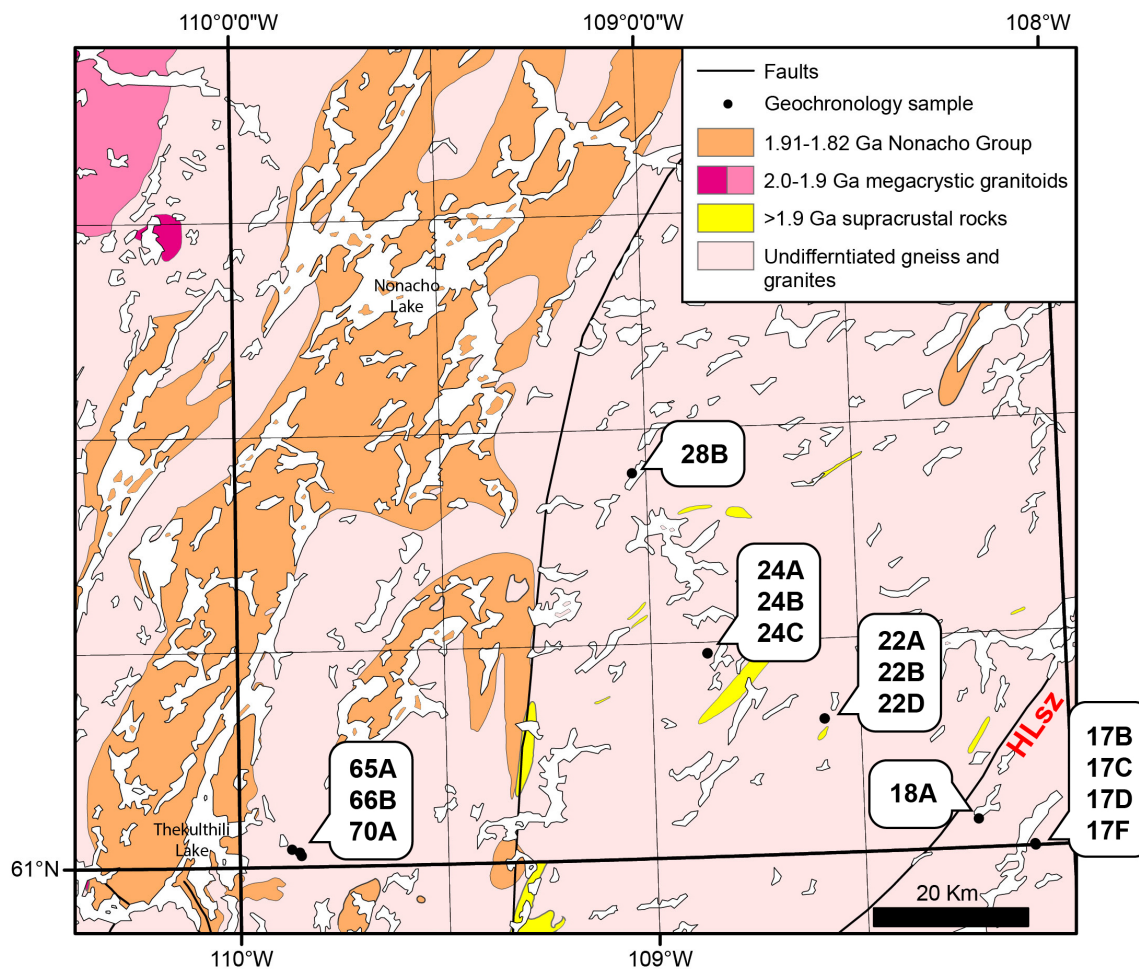 110°0'0"W
109°0'0"W
108°W
Faults
Geochronology sample
1.91-1.82 Ga Nonacho Group
2.0-1.9 Ga megacrystic granitoids
>1.9 Ga supracrustal rocks
Undifferntiated gneiss and
granites
Nonacho
Lake
28B
24A
24B
24C
22A
22B
22D
HLsz
17B
17C
17D
17F
18A
65A
66B
70A
Thekulthili
Lake
61°N
20 Km
110°W
109°W